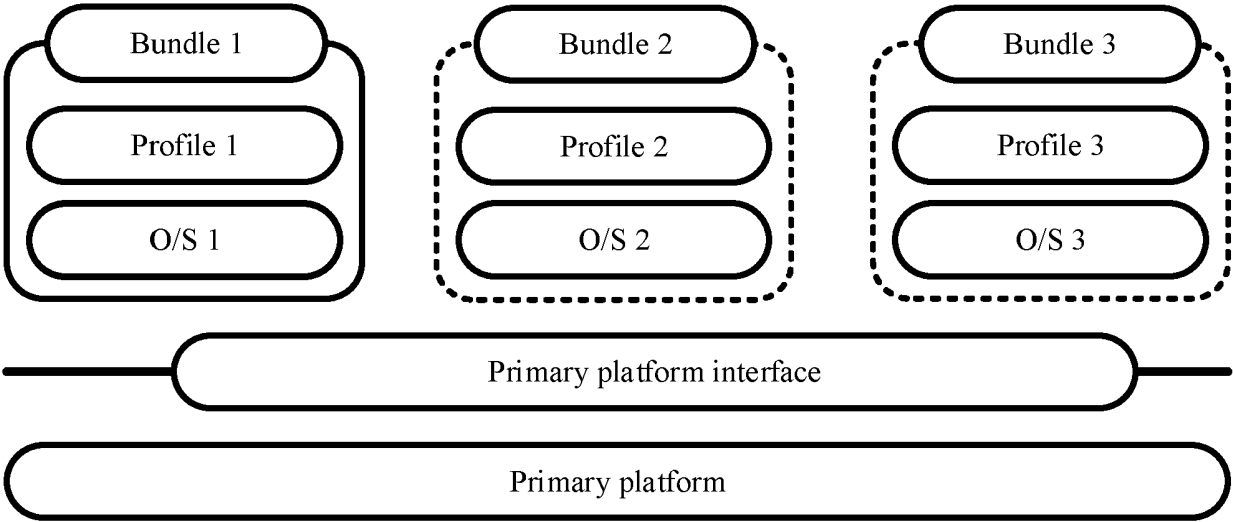 Bundle 1
Bundle 2
Bundle 3
Profile 1
Profile 2
Profile 3
O/S 1
O/S 2
O/S 3
Primary platform interface
Primary platform